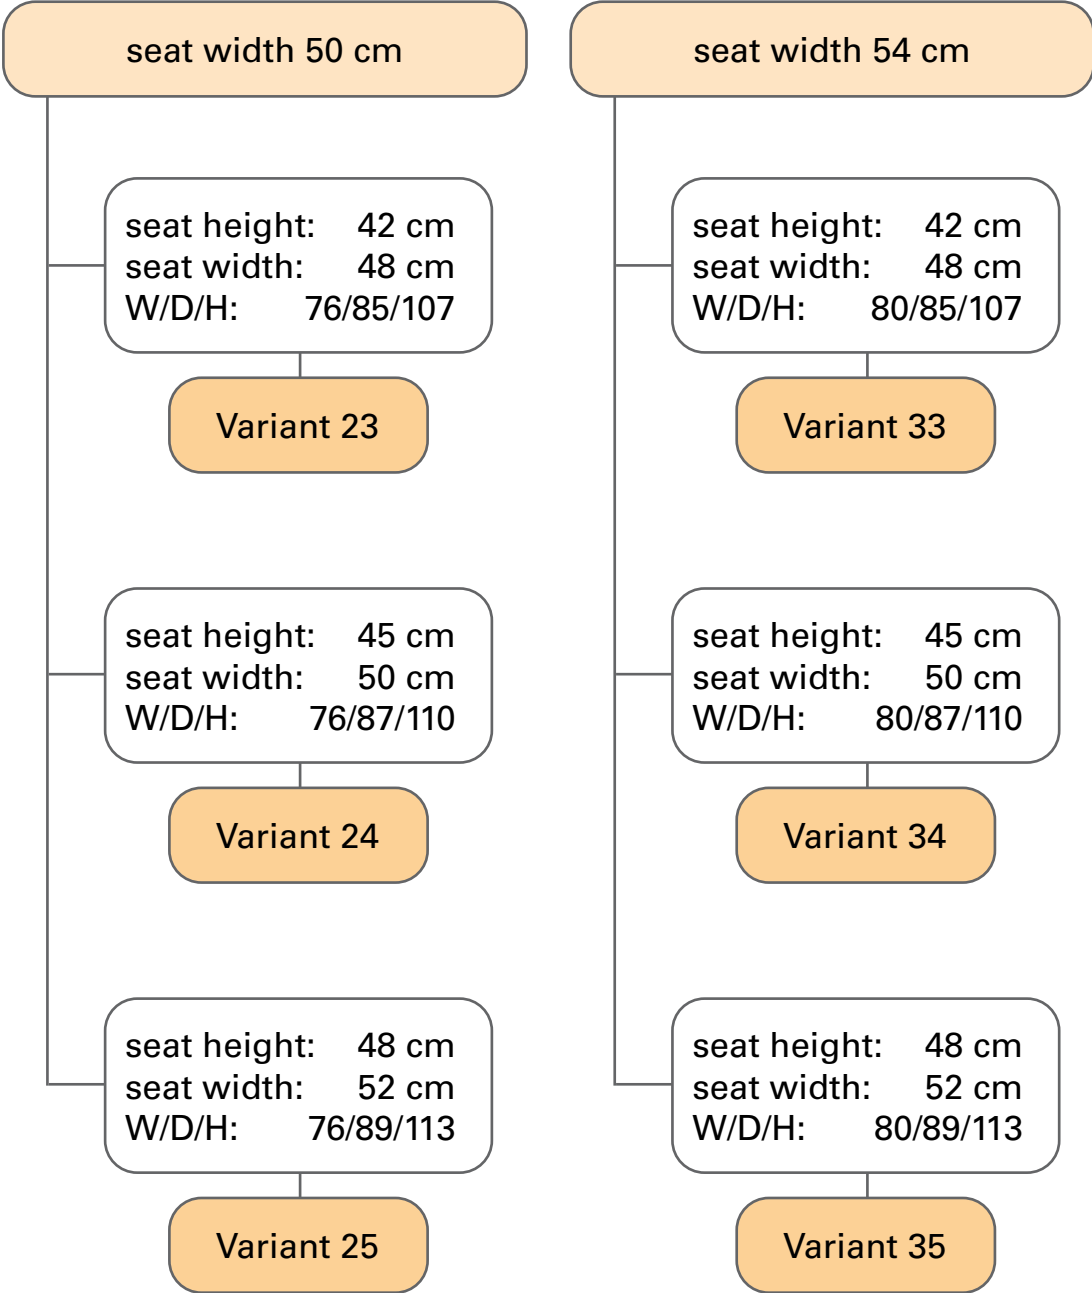 seat width 50 cm
seat height: 42 cm
seat width: 48 cm
W/D/H: 76/85/107
Variant 23
seat height: 45 cm
seat width: 50 cm
W/D/H: 76/87/110
Variant 24
seat height: 48 cm
seat width: 52 cm
W/D/H: 76/89/113
Variant 25
seat width 54 cm
seat height: 42 cm
seat width: 48 cm
W/D/H: 80/85/107
Variant 33
seat height: 45 cm
seat width: 50 cm
W/D/H: 80/87/110
Variant 34
seat height: 48 cm
seat width: 52 cm
W/D/H: 80/89/113
Variant 35